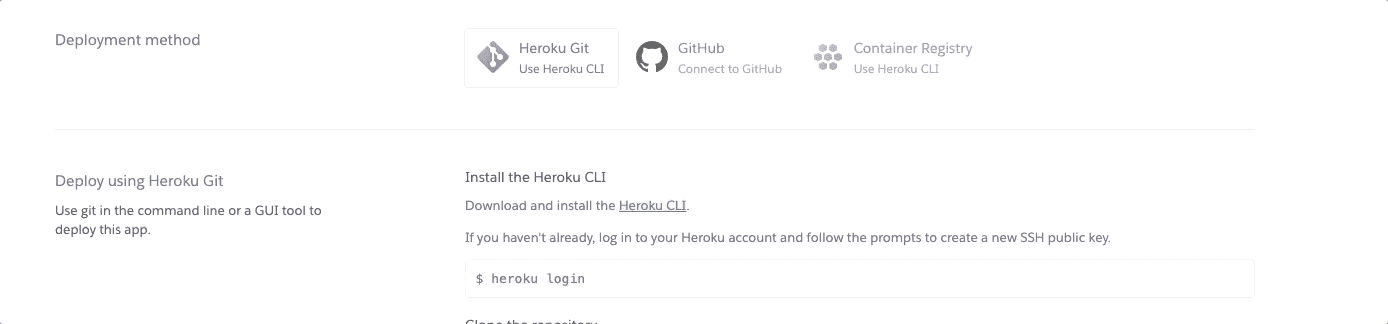 Deployment method
Heroku Git
Use Heroku CLI
GitHub
Connect to GitHub
Container Registry
Use Heroku CLI
Deploy using Heroku Git
Use git in the command line or a GUI tool to
deploy this app.
Install the Heroku CLI
Download and install the Heroku CLI.
If you haven't already, log in to your Heroku account and follow the prompts to create a new SSH public key.
$ heroku login
Clone the repository